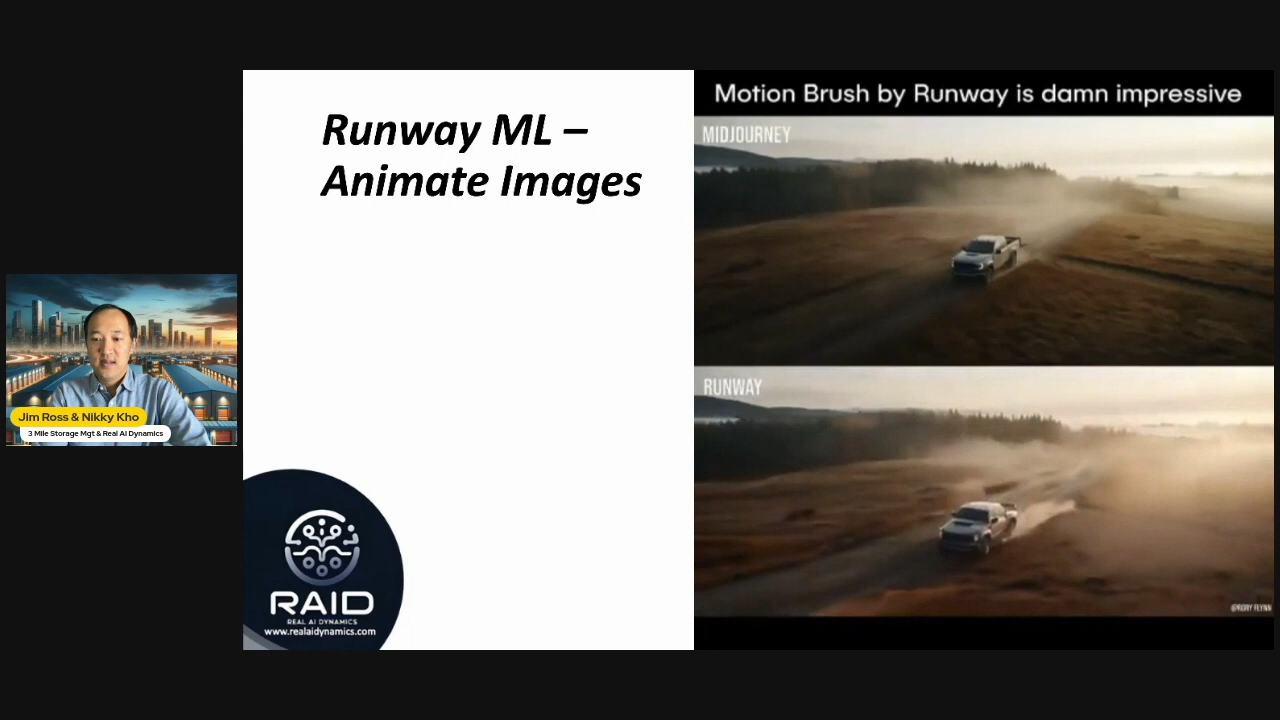 Runway ML –
Animate Images
Motion Brush by Runway is damn impressive
MIDJOURNEY
RUNWAY
@RORY FLYNN
Jim Ross & Nikky Kho
3 Mile Storage Mgt & Real AI Dynamics
RAID
REAL AI DYNAMICS
www.realaidynamics.com